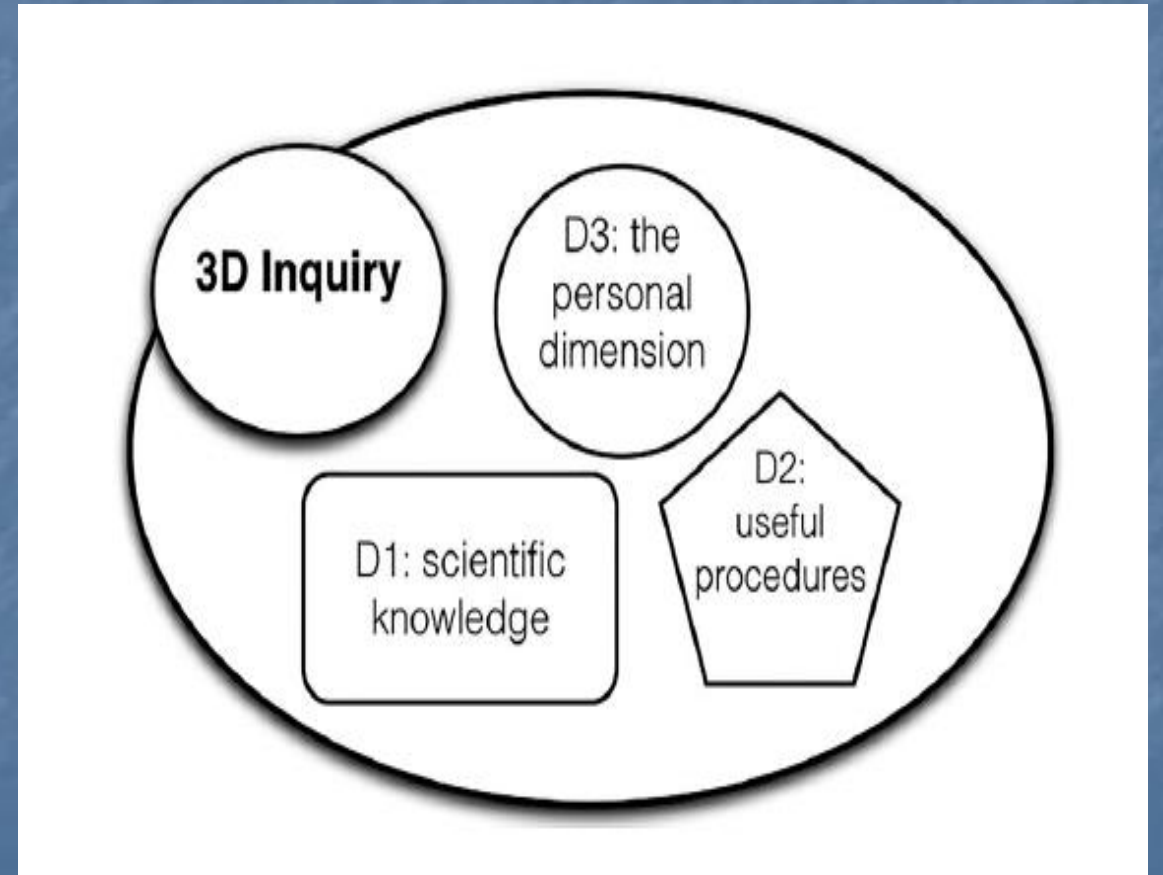 3D Inquiry
D3: the
personal
dimension
D1: scientific
knowledge
D2:
useful
procedures